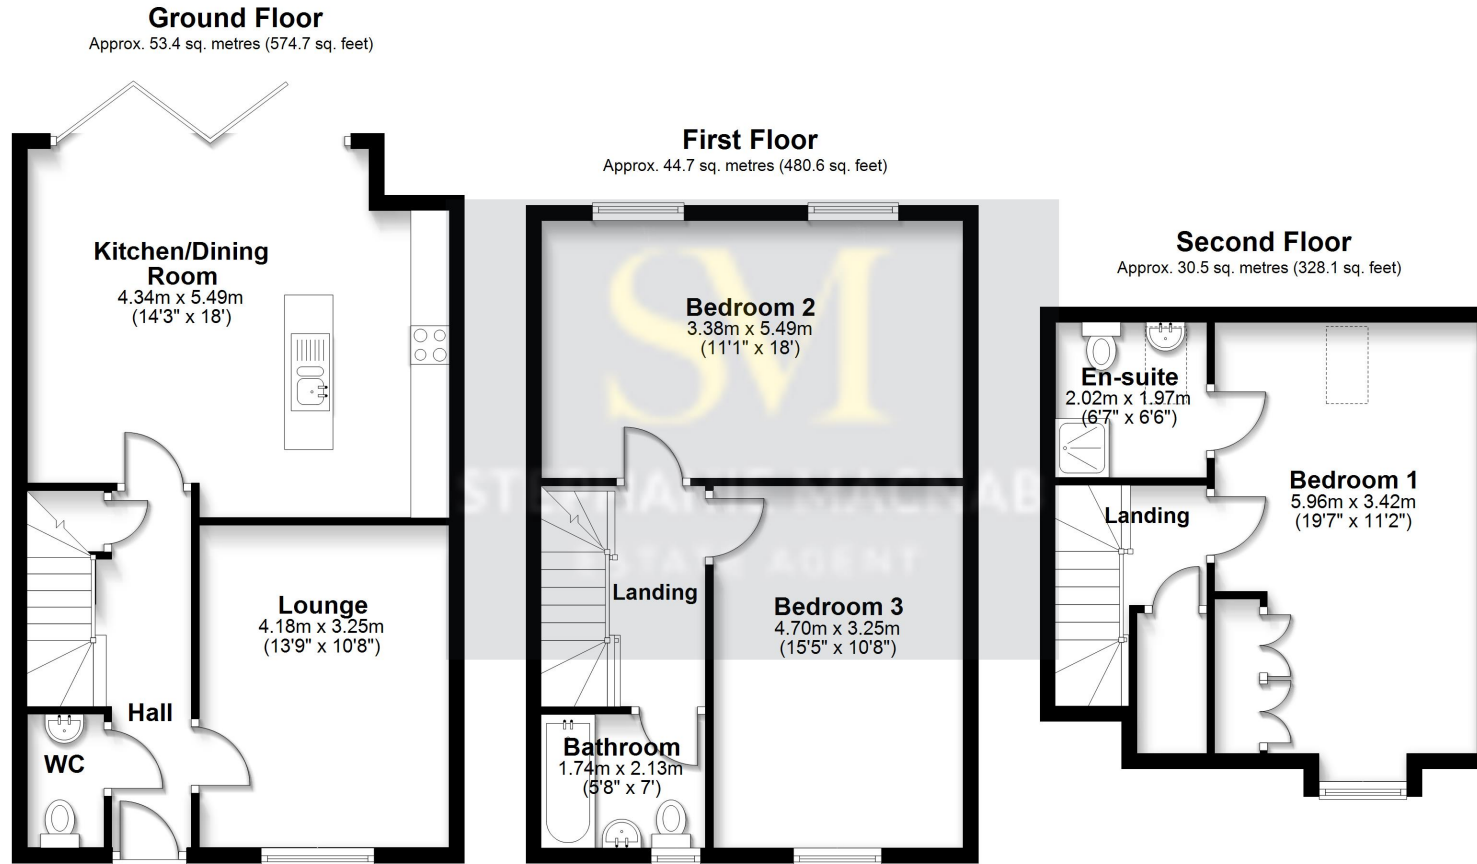 Ground Floor
Approx. 53.4 sq. metres (574.7 sq. feet)
Kitchen/Dining
Room
4.34m x 5.49m
(14'3" x 18')
Lounge
4.18m x 3.25m
(13'9" x 10'8")
Hall
WC
First Floor
Approx. 44.7 sq. metres (480.6 sq. feet)
SM
Bedroom 2
3.38m x 5.49m
(11'1" x 18')
STEPHANIE MACNAB
ESTATE AGENT
Landing
Bedroom 3
4.70m x 3.25m
(15'5" x 10'8")
Bathroom
1.74m x 2.13m
(5'8" x 7')
Second Floor
Approx. 30.5 sq. metres (328.1 sq. feet)
En-suite
2.02m x 1.97m
(6'7" x 6'6")
Bedroom 1
5.96m x 3.42m
(19'7" x 11'2")
Landing